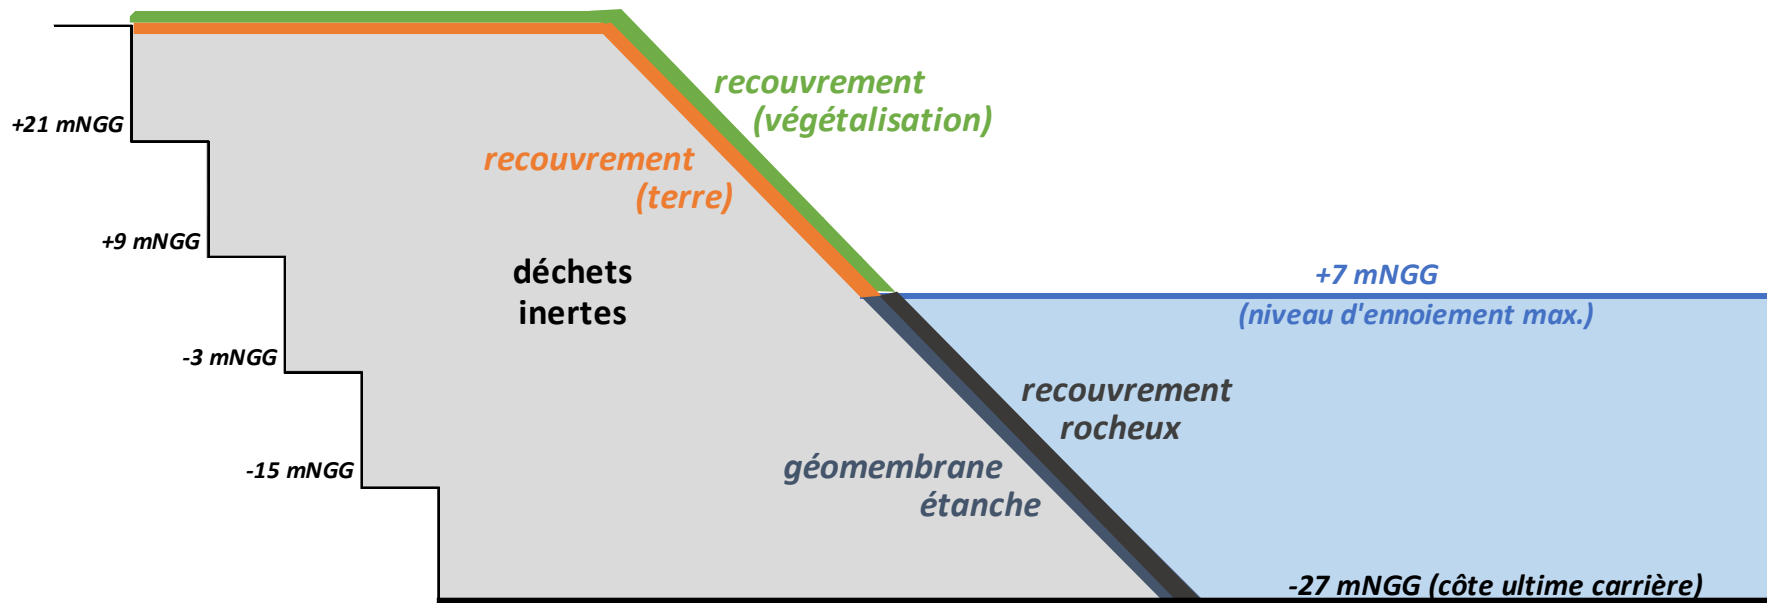 recouvrement
(végétalisation)
+21 mNGG
recouvrement
(terre)
+9 mNGG
déchets
inertes
+7 mNGG
(niveau d'ennoiement max.)
-3 mNGG
recouvrement
rocheux
géomembrane
étanche
-15 mNGG
-27 mNGG (côte ultime carrière)